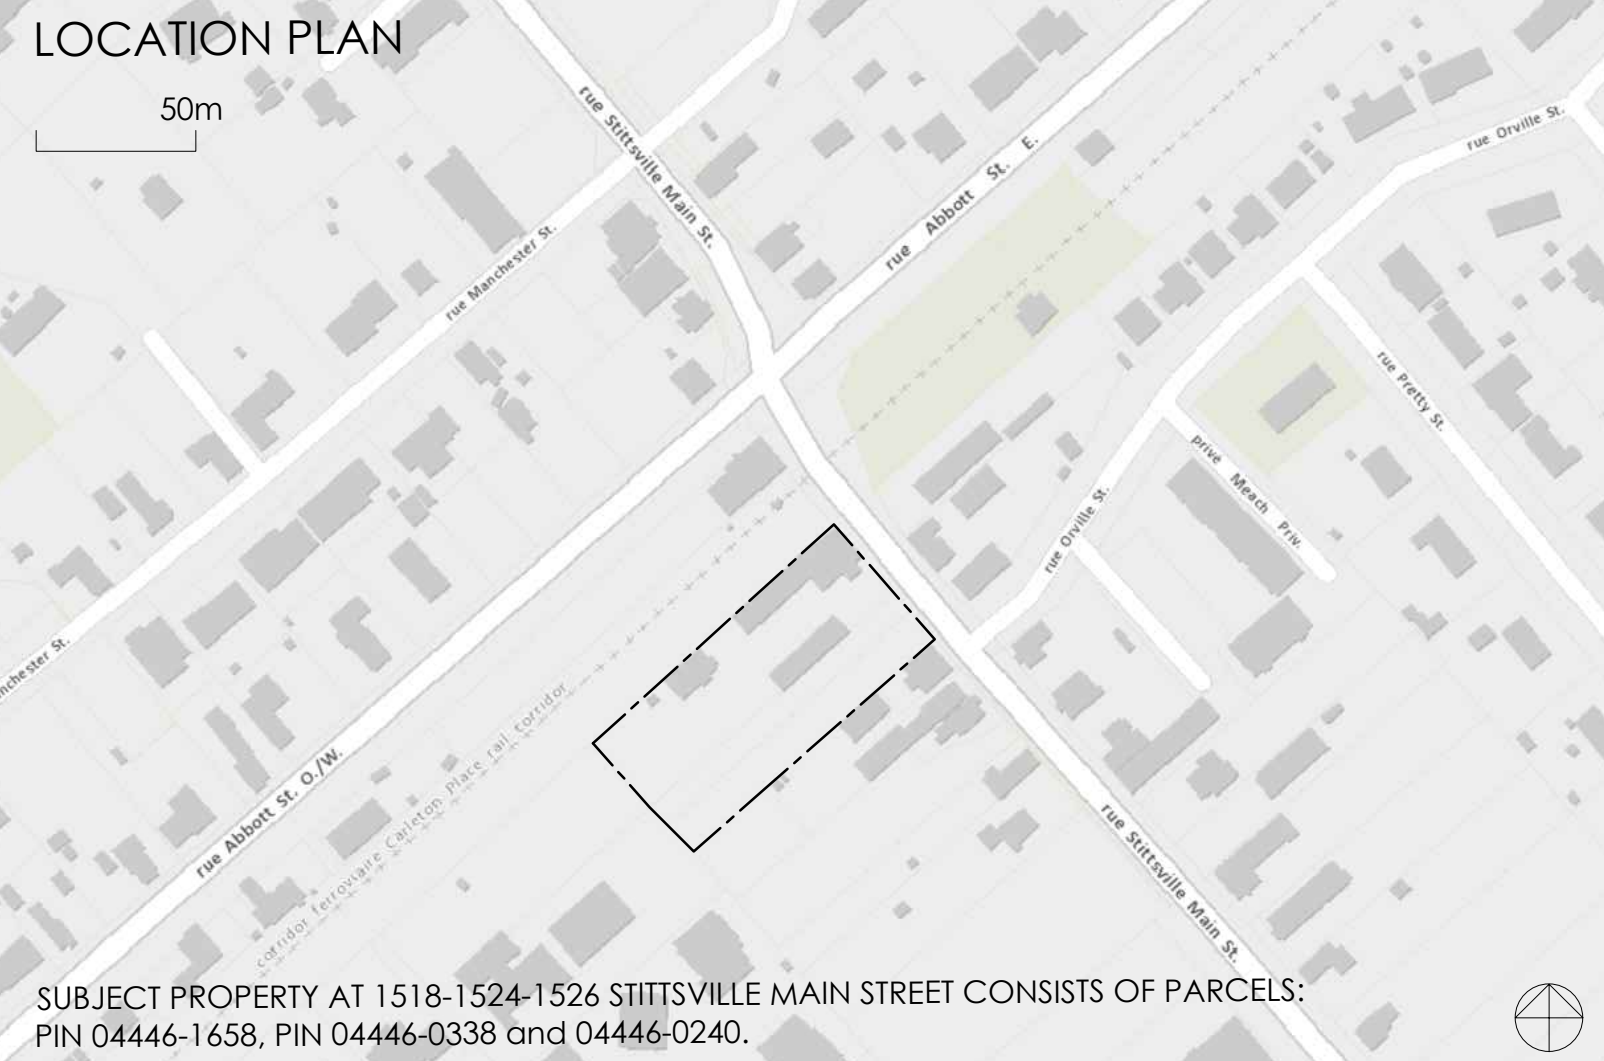 LOCATION PLAN
50m
rue Stittsville Main St.
rue Manchester St.
rue Abbott St. E.
rue Orville St.
rue Pretty St.
privé Meach Priv.
rue Orville St.
nchester St.
rue Abbott St. O./W.
corridor ferroviaire Carleton Place rail corridor
rue Stittsville Main St.
SUBJECT PROPERTY AT 1518-1524-1526 STITTSVILLE MAIN STREET CONSISTS OF PARCELS:
PIN 04446-1658, PIN 04446-0338 and 04446-0240.